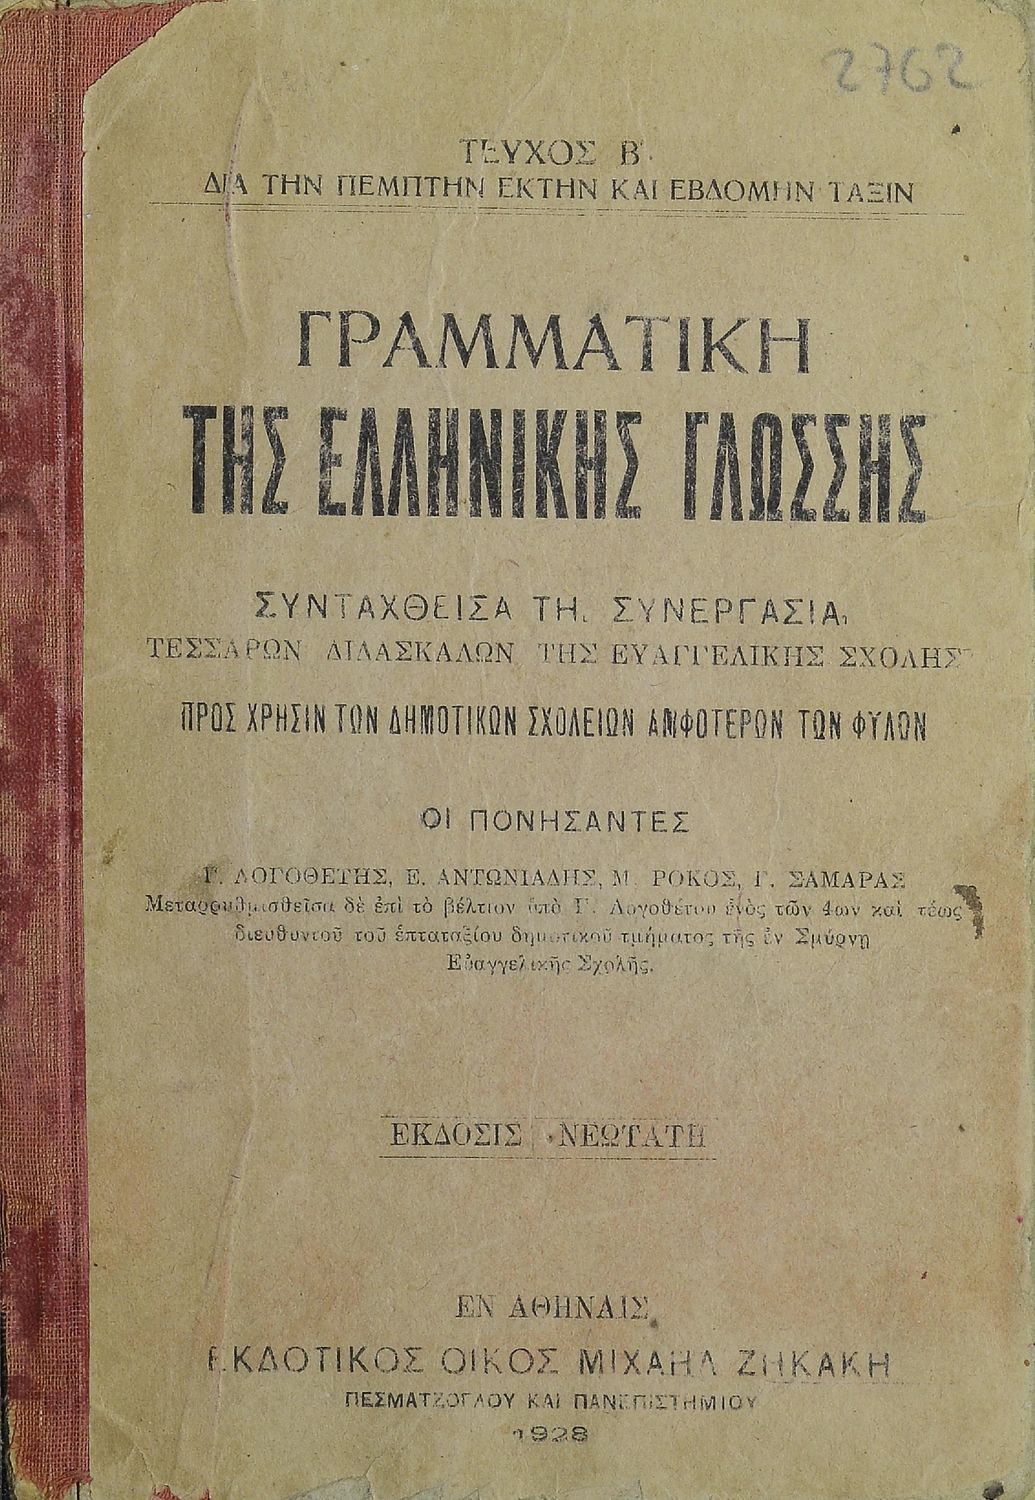 2762
ΤΕΥΧΟΣ Β'.
ΔΙΑ ΤΗΝ ΠΕΜΠΤΗΝ ΕΚΤΗΝ ΚΑΙ ΕΒΔΟΜΗΝ ΤΑΞΙΝ
ΓΡΑΜΜΑΤΙΚΗ
ΤΗΣ ΕΛΛΗΝΙΚΗΣ ΓΛΩΣΣΗΣ
ΣΥΝΤΑΧΘΕΙΣΑ ΤΗ, ΣΥΝΕΡΓΑΣΙΑ,
ΤΕΣΣΑΡΩΝ ΔΙΔΑΣΚΑΛΩΝ ΤΗΣ ΕΥΑΓΓΕΛΙΚΗΣ ΣΧΟΛΗΣ
ΠΡΟΣ ΧΡΗΣΙΝ ΤΩΝ ΔΗΜΟΤΙΚΩΝ ΣΧΟΛΕΙΩΝ ΑΜΦΟΤΕΡΩΝ ΤΩΝ ΦΥΛΩΝ
ΟΙ ΠΟΝΗΣΑΝΤΕΣ
Γ. ΛΟΓΟΘΕΤΗΣ, Ε. ΑΝΤΩΝΙΑΔΗΣ, Μ. ΡΟΚΟΣ, Γ. ΣΑΜΑΡΑΣ
Μεταρρυθμισθεῖσα δὲ ἐπὶ τὸ βέλτιον ὑπὸ Γ. Λογοθέτου ἑνὸς τῶν 4ων καὶ τέως
διευθυντοῦ τοῦ ἑπταταξίου δημοτικοῦ τμήματος τῆς ἐν Σμύρνῃ
Εὐαγγελικῆς Σχολῆς.
ΕΚΔΟΣΙΣ ΝΕΩΤΑΤΗ
ΕΝ ΑΘΗΝΑΙΣ
ΕΚΔΟΤΙΚΟΣ ΟΙΚΟΣ ΜΙΧΑΗΛ ΖΗΚΑΚΗ
ΠΕΣΜΑΤΖΟΓΛΟΥ ΚΑΙ ΠΑΝΕΠΙΣΤΗΜΙΟΥ
1928